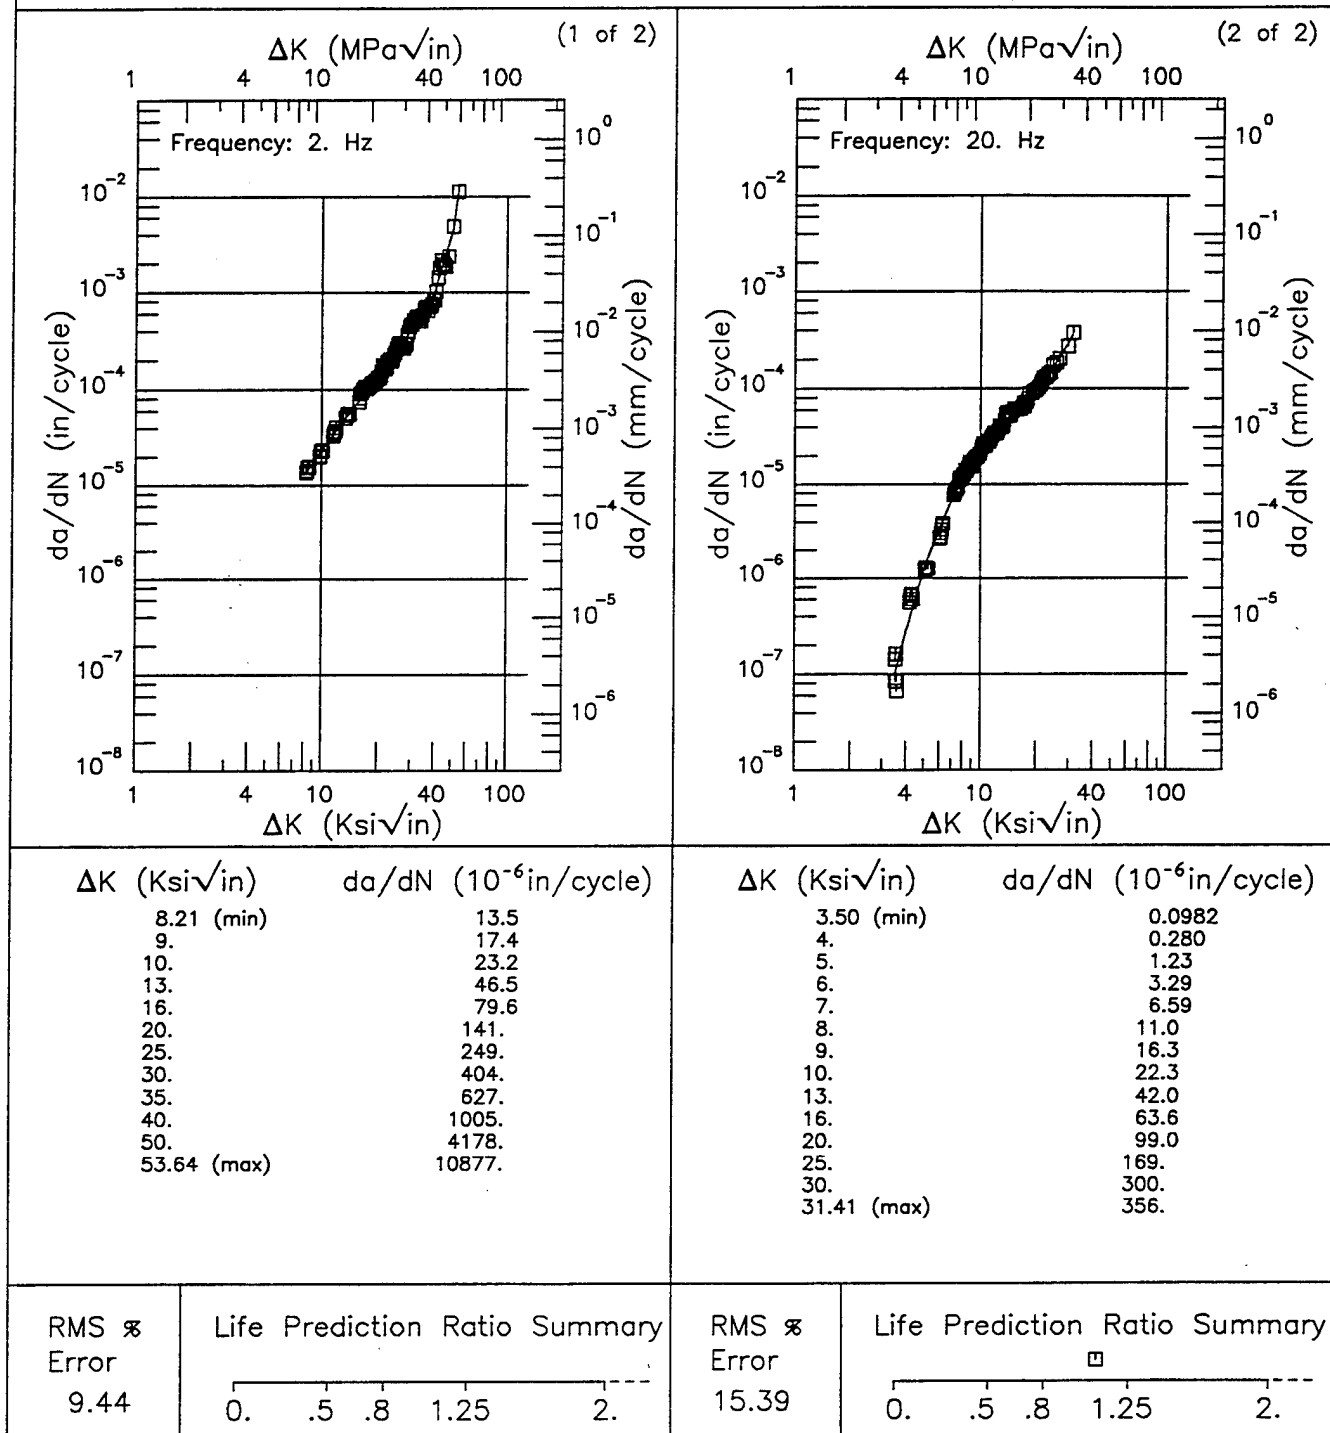 (1 of 2)
ΔK (MPa√in)
1 4 10 40 100
Frequency: 2. Hz
10⁻²
10⁻³
10⁻⁴
10⁻⁵
10⁻⁶
10⁻⁷
10⁻⁸
da/dN (in/cycle)
10⁰
10⁻¹
10⁻²
10⁻³
10⁻⁴
10⁻⁵
10⁻⁶
da/dN (mm/cycle)
1 4 10 40 100
ΔK (Ksi√in)
(2 of 2)
ΔK (MPa√in)
1 4 10 40 100
Frequency: 20. Hz
10⁻²
10⁻³
10⁻⁴
10⁻⁵
10⁻⁶
10⁻⁷
10⁻⁸
da/dN (in/cycle)
10⁰
10⁻¹
10⁻²
10⁻³
10⁻⁴
10⁻⁵
10⁻�6
da/dN (mm/cycle)
1 4 10 40 100
ΔK (Ksi√in)
ΔK (Ksi√in) da/dN (10⁻⁶in/cycle)
8.21 (min) 13.5
9. 17.4
10. 23.2
13. 46.5
16. 79.6
20. 141.
25. 249.
30. 404.
35. 627.
40. 1005.
50. 4178.
53.64 (max) 10877.
ΔK (Ksi√in) da/dN (10⁻⁶in/cycle)
3.50 (min) 0.0982
4. 0.280
5. 1.23
6. 3.29
7. 6.59
8. 11.0
9. 16.3
10. 22.3
13. 42.0
16. 63.6
20. 99.0
25. 169.
30. 300.
31.41 (max) 356.
RMS %
Error
9.44
Life Prediction Ratio Summary
0. .5 .8 1.25 2.
RMS %
Error
15.39
Life Prediction Ratio Summary
0. .5 .8 1.25 2.